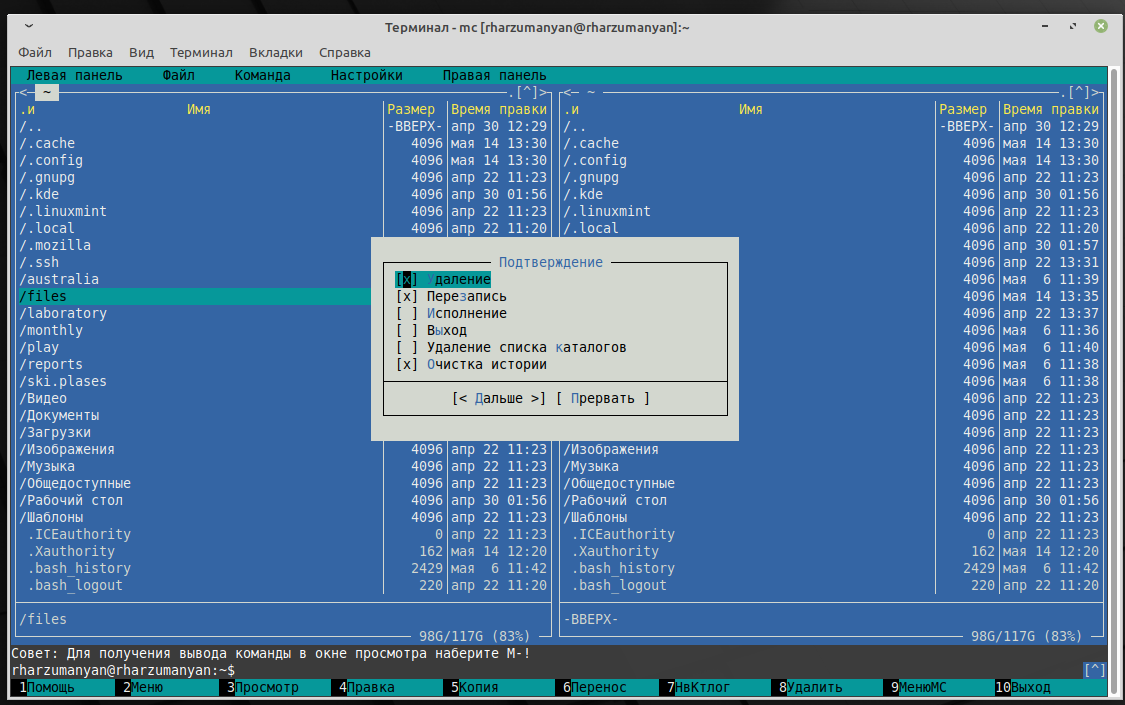 Терминал - mc [rharzumanyan@rharzumanyan]:~
Файл Правка Вид Терминал Вкладки Справка
Левая панель Файл Команда Настройки Правая панель
<─ ~ .[^]> <─ ~ .[^]>
.и Имя Размер Время правки .и Имя Размер Время правки
/.. -ВВЕРХ- апр 30 12:29 /.. -ВВЕРХ- апр 30 12:29
/.cache 4096 мая 14 13:30 /.cache 4096 мая 14 13:30
/.config 4096 мая 14 13:30 /.config 4096 мая 14 13:30
/.gnupg 4096 апр 22 11:23 /.gnupg 4096 апр 22 11:23
/.kde 4096 апр 30 01:56 /.kde 4096 апр 30 01:56
/.linuxmint 4096 апр 22 11:23 /.linuxmint 4096 апр 22 11:23
/.local 4096 апр 22 11:20 /.local 4096 апр 22 11:20
/.mozilla 4096 апр 30 01:57
/.ssh Подтверждение 4096 апр 22 13:31
/australia [x] Удаление 4096 мая 6 11:39
/files [x] Перезапись 4096 мая 14 13:35
/laboratory [ ] Исполнение 4096 апр 22 13:37
/monthly [ ] Выход 4096 мая 6 11:36
/play [ ] Удаление списка каталогов 4096 мая 6 11:40
/reports [x] Очистка истории 4096 мая 6 11:38
/ski.plases 4096 мая 6 11:38
/Видео [< Дальше >] [ Прервать ] 4096 апр 22 11:23
/Документы 4096 апр 22 11:23
/Загрузки 4096 апр 22 11:23
/Изображения 4096 апр 22 11:23 /Изображения 4096 апр 22 11:23
/Музыка 4096 апр 22 11:23 /Музыка 4096 апр 22 11:23
/Общедоступные 4096 апр 22 11:23 /Общедоступные 4096 апр 22 11:23
/Рабочий стол 4096 апр 30 01:56 /Рабочий стол 4096 апр 30 01:56
/Шаблоны 4096 апр 22 11:23 /Шаблоны 4096 апр 22 11:23
.ICEauthority 0 апр 22 11:23 .ICEauthority 0 апр 22 11:23
.Xauthority 162 мая 14 12:20 .Xauthority 162 мая 14 12:20
.bash_history 2429 мая 6 11:42 .bash_history 2429 мая 6 11:42
.bash_logout 220 апр 22 11:20 .bash_logout 220 апр 22 11:20
/files -ВВЕРХ-
98G/117G (83%) 98G/117G (83%)
Совет: Для получения вывода команды в окне просмотра наберите M-!
rharzumanyan@rharzumanyan:~$ [^]
1Помощь 2Меню 3Просмотр 4Правка 5Копия 6Перенос 7НвКтлог 8Удалить 9МенюМС 10Выход